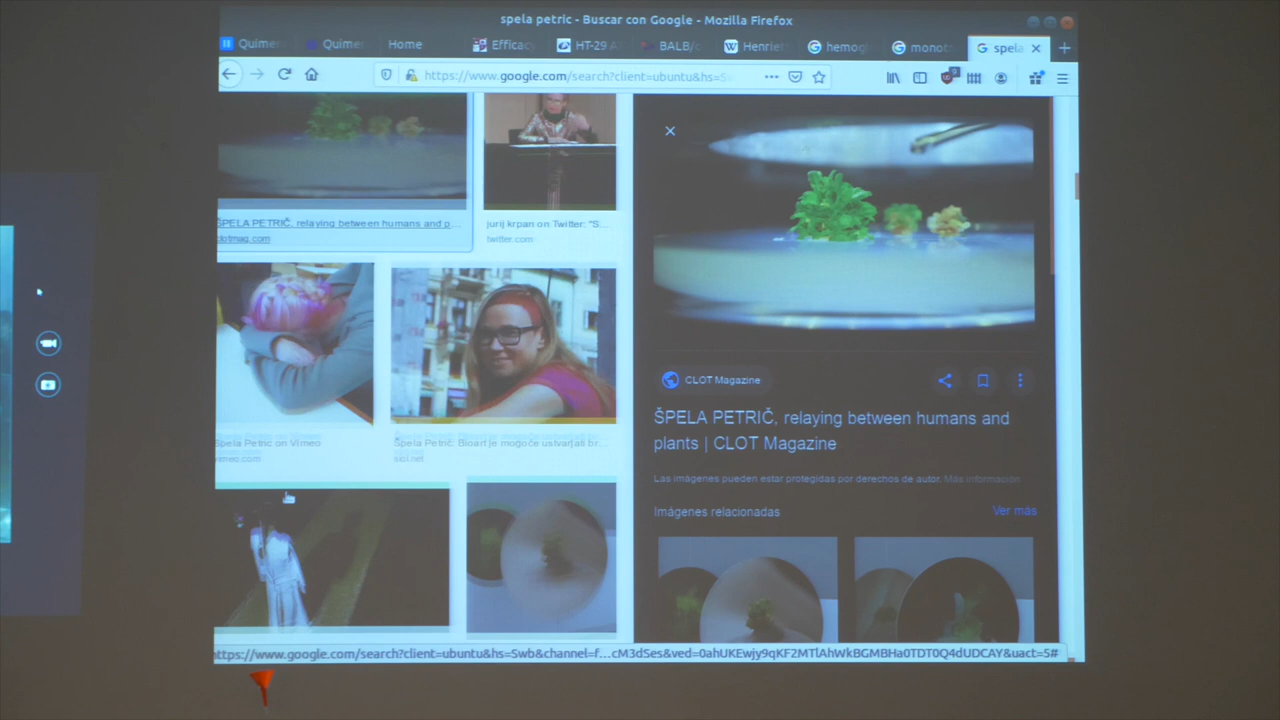 spela petric - Buscar con Google - Mozilla Firefox
Quimer
Quimer
Home
Efficac
HT-29 A
BALB/c
Henriet
hemog
monot
spela
https://www.google.com/search?client=ubuntu&hs=Sw
ŠPELA PETRIČ, relaying between humans and p...
clotmag.com
jurij krpan on Twitter: "S...
twitter.com
Špela Petric on Vimeo
vimeo.com
Špela Petrič: Bioart je mogoče ustvarjati br...
siol.net
CLOT Magazine
ŠPELA PETRIČ, relaying between humans and
plants | CLOT Magazine
Las imágenes pueden estar protegidas por derechos de autor. Más información
Imágenes relacionadas
Ver más
https://www.google.com/search?client=ubuntu&hs=Swb&channel=f...cM3dSes&ved=0ahUKEwjy9qKF2MTlAhWkBGMBHa0TDT0Q4dUDCAY&uact=5#